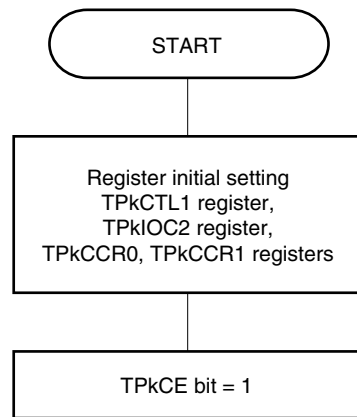 START
Register initial setting
TPkCTL1 register,
TPkIOC2 register,
TPkCCR0, TPkCCR1 registers
TPkCE bit = 1